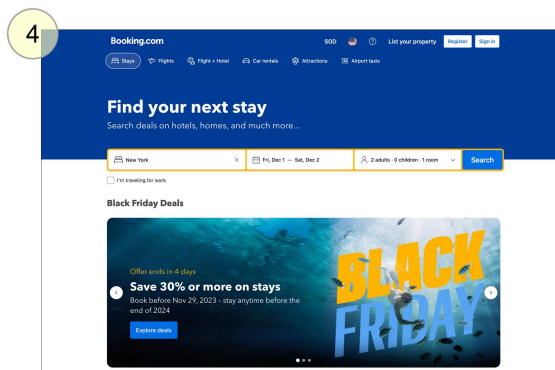 4
Booking.com
SGD
List your property
Register
Sign in
Stays
Flights
Flight + Hotel
Car rentals
Attractions
Airport taxis
Find your next stay
Search deals on hotels, homes, and much more...
New York
Fri, Dec 1 — Sat, Dec 2
2 adults · 0 children · 1 room
Search
I'm traveling for work
Black Friday Deals
Offer ends in 4 days
Save 30% or more on stays
Book before Nov 29, 2023 - stay anytime before the
end of 2024
Explore deals
BLACK
FRIDAY